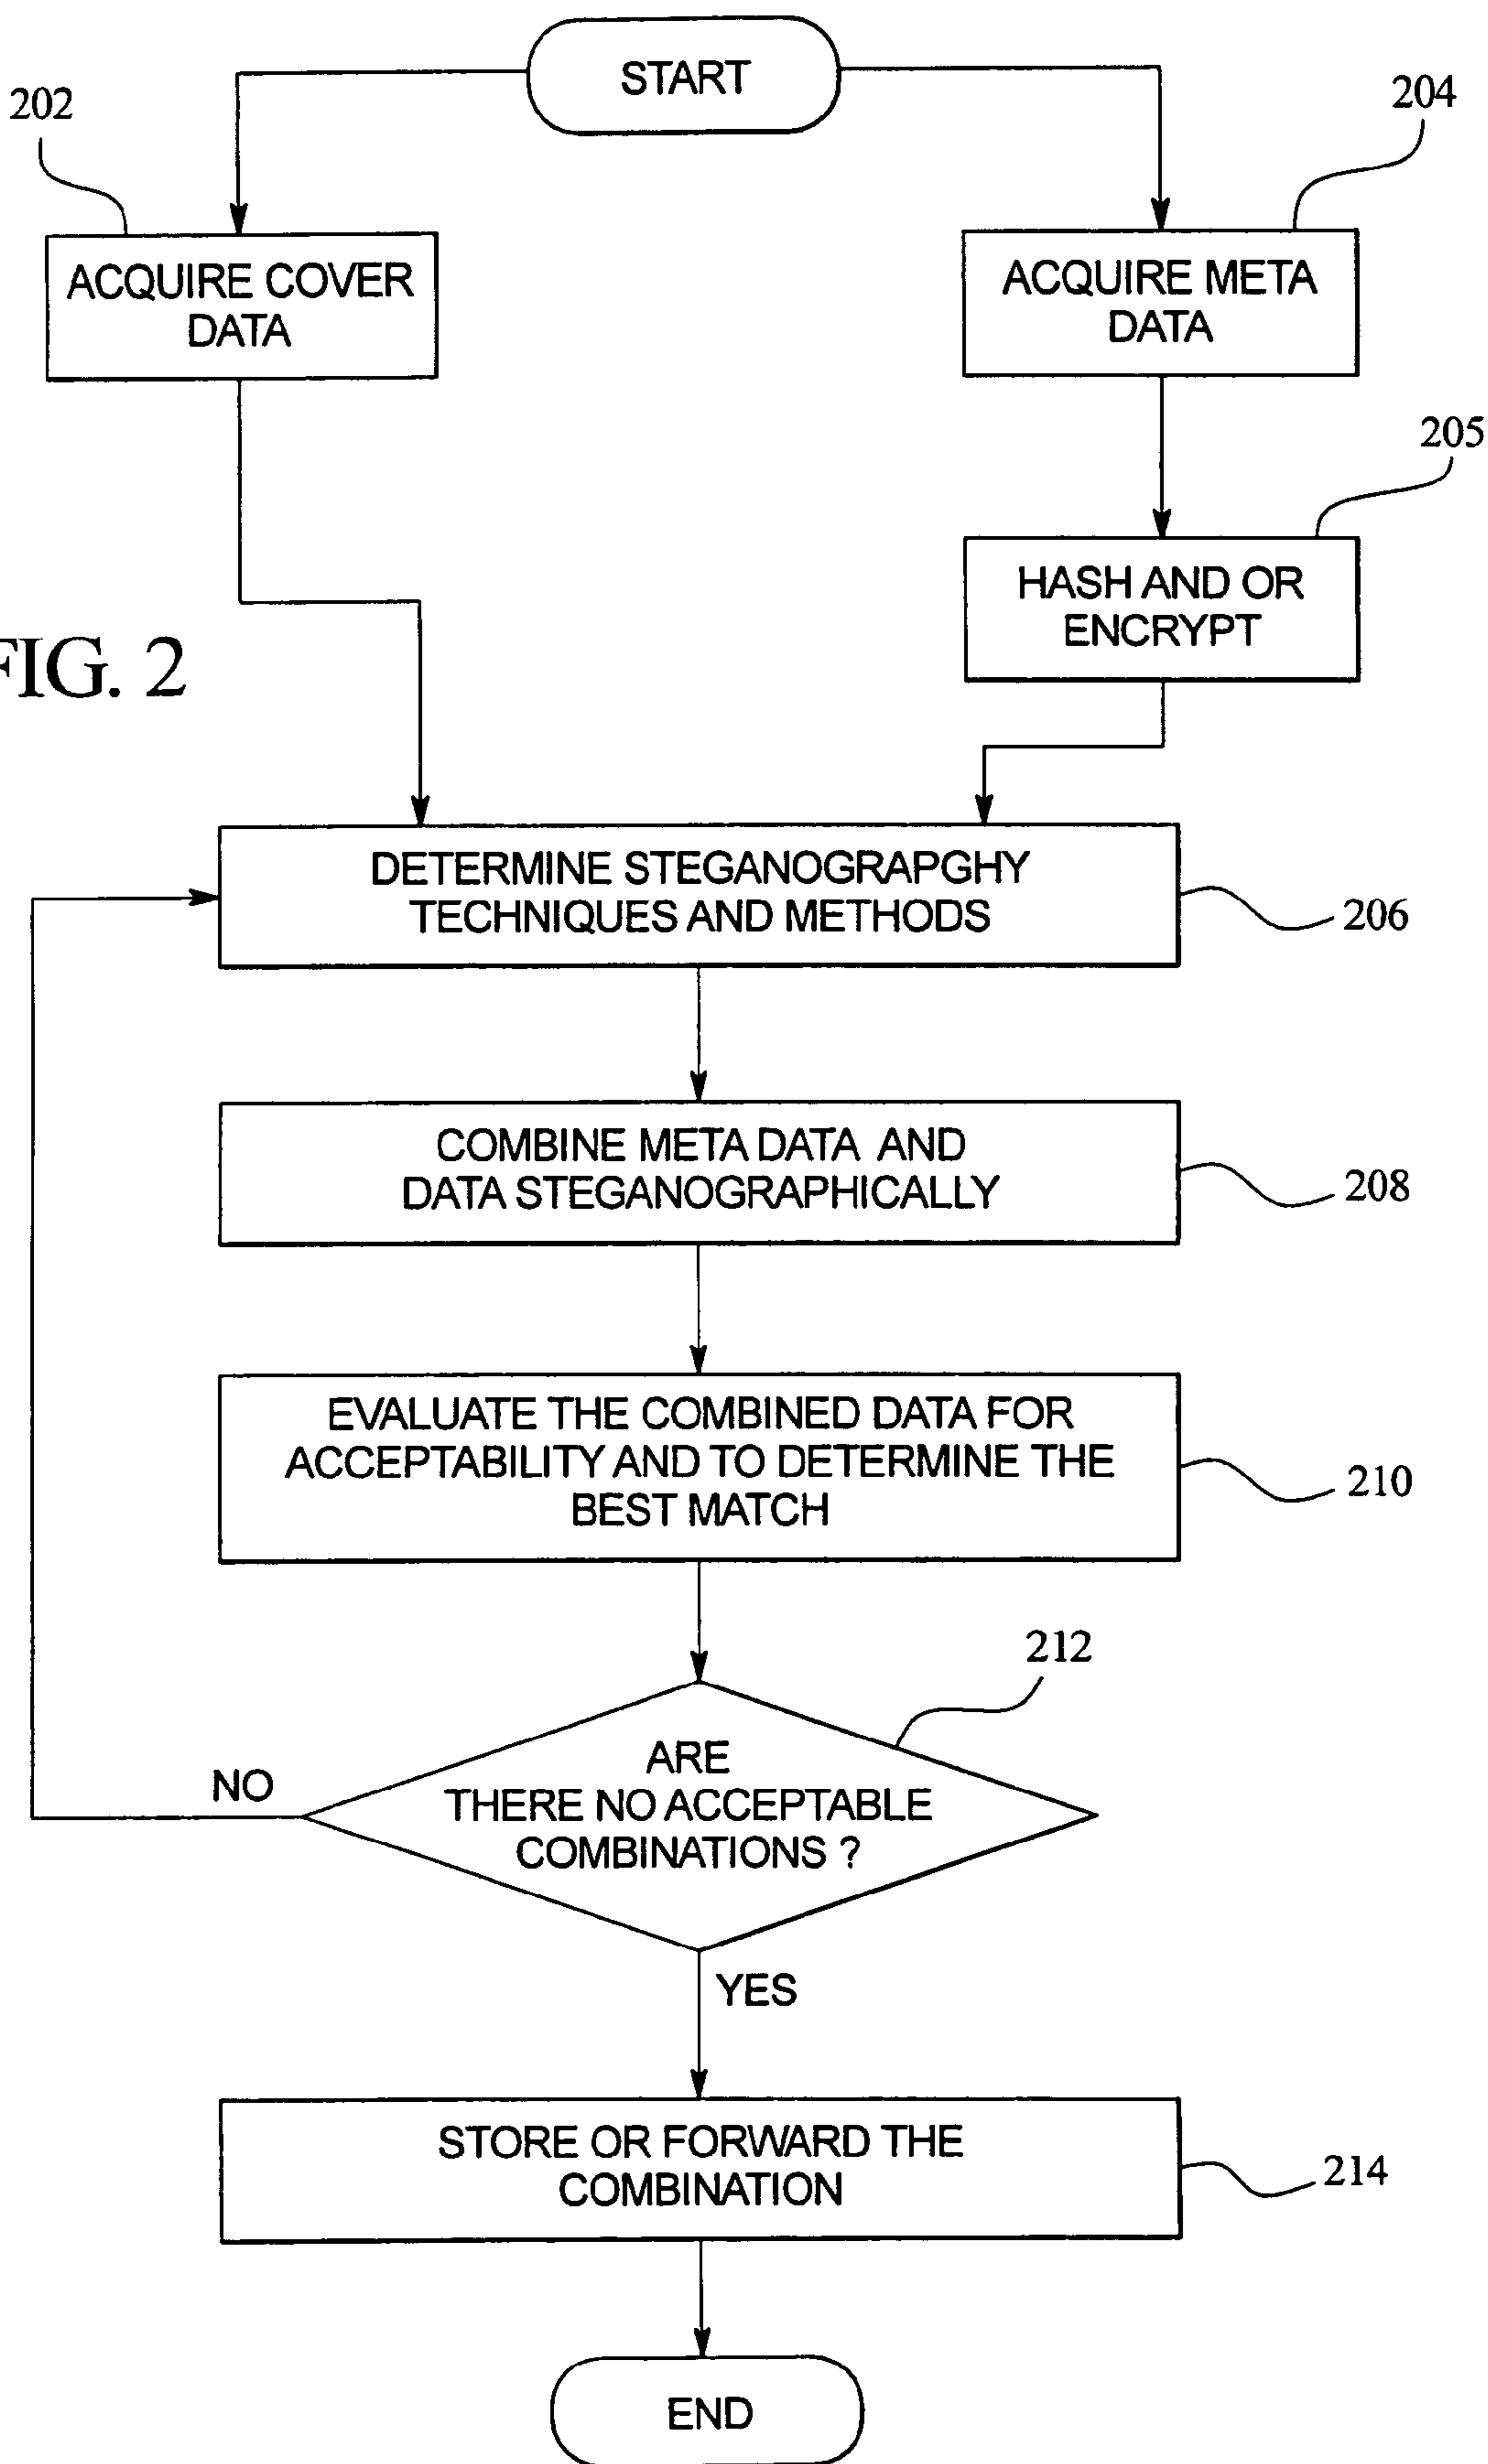 START
202
204
ACQUIRE COVER
DATA
ACQUIRE META
DATA
205
HASH AND OR
ENCRYPT
FIG. 2
DETERMINE STEGANOGRAPGHY
TECHNIQUES AND METHODS
206
COMBINE META DATA AND
DATA STEGANOGRAPHICALLY
208
EVALUATE THE COMBINED DATA FOR
ACCEPTABILITY AND TO DETERMINE THE
BEST MATCH
210
212
ARE
THERE NO ACCEPTABLE
COMBINATIONS ?
NO
YES
STORE OR FORWARD THE
COMBINATION
214
END